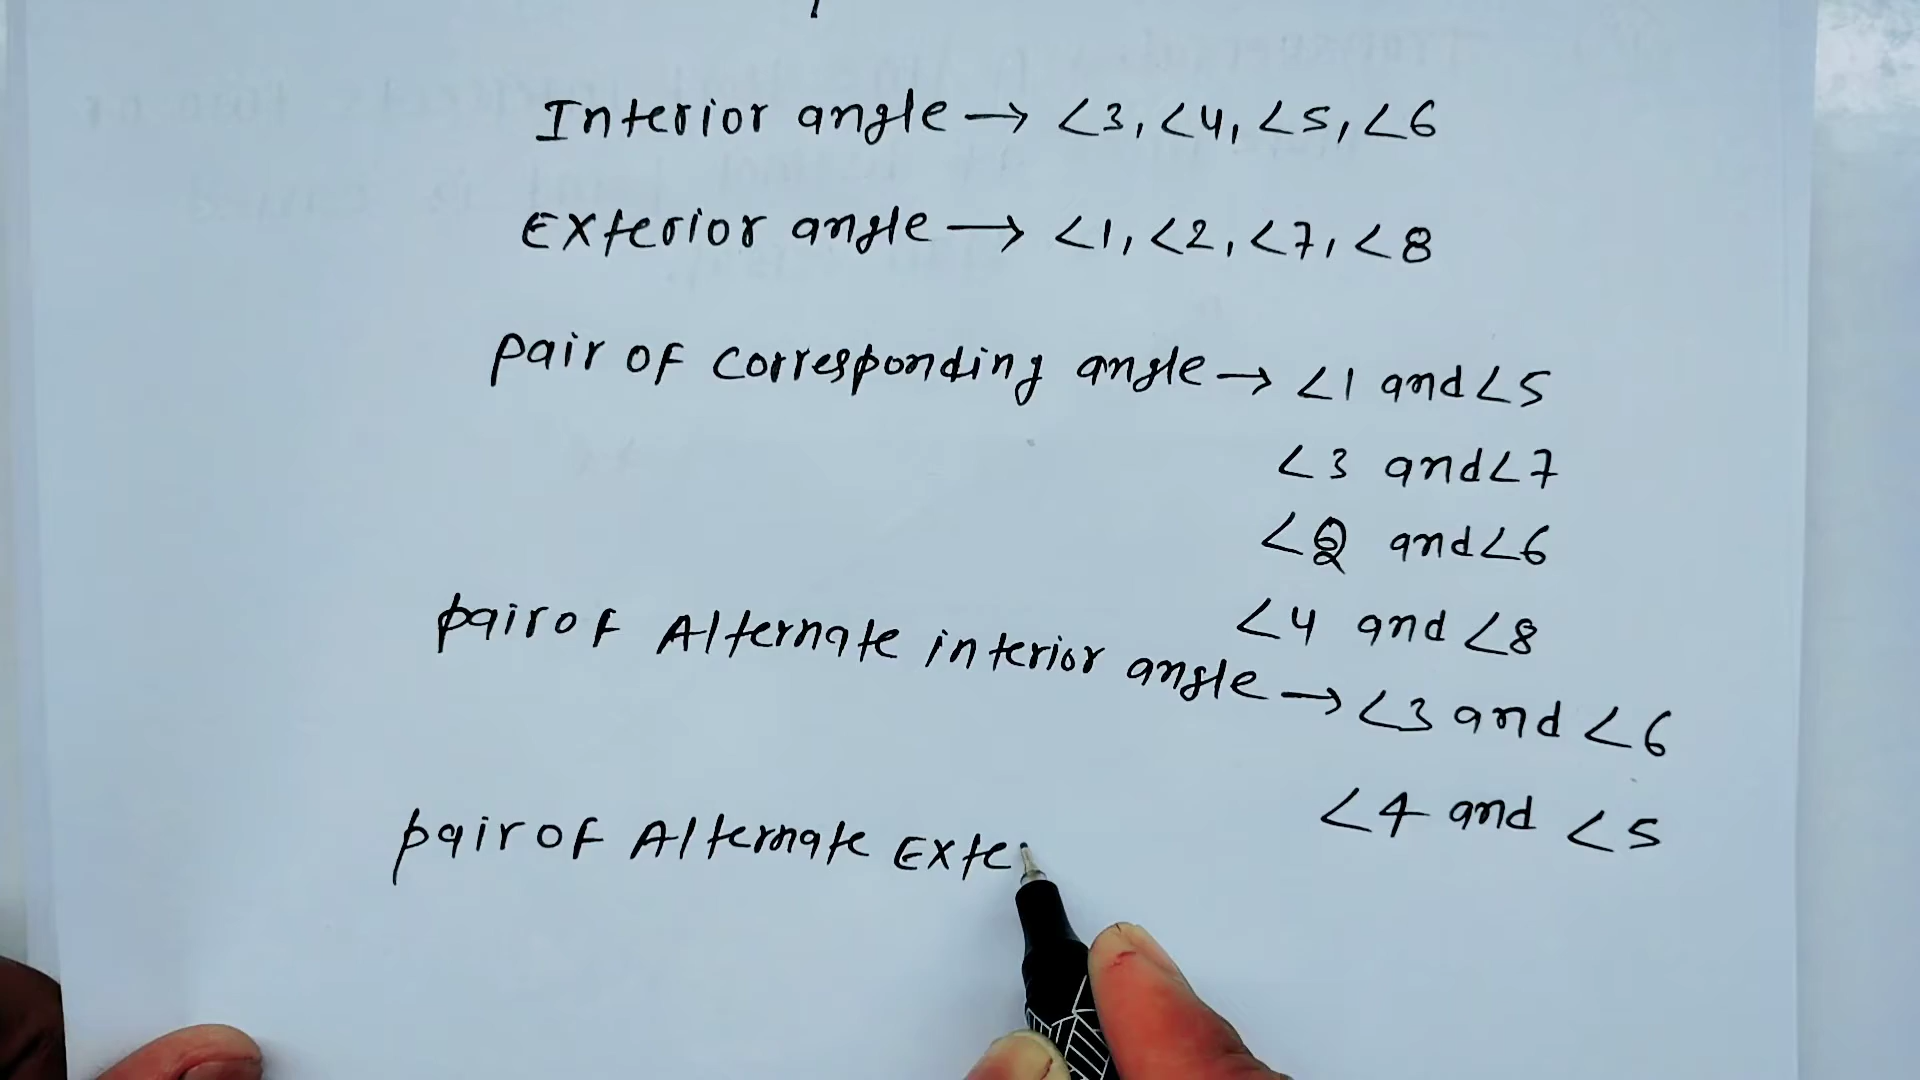 Interior angle → ∠3, ∠4, ∠5, ∠6
Exterior angle → ∠1, ∠2, ∠7, ∠8
pair of corresponding angle → ∠1 and ∠5
∠3 and ∠7
∠2 and ∠6
∠4 and ∠8
pair of Alternate interior angle → ∠3 and ∠6
∠4 and ∠5
pair of Alternate Exte